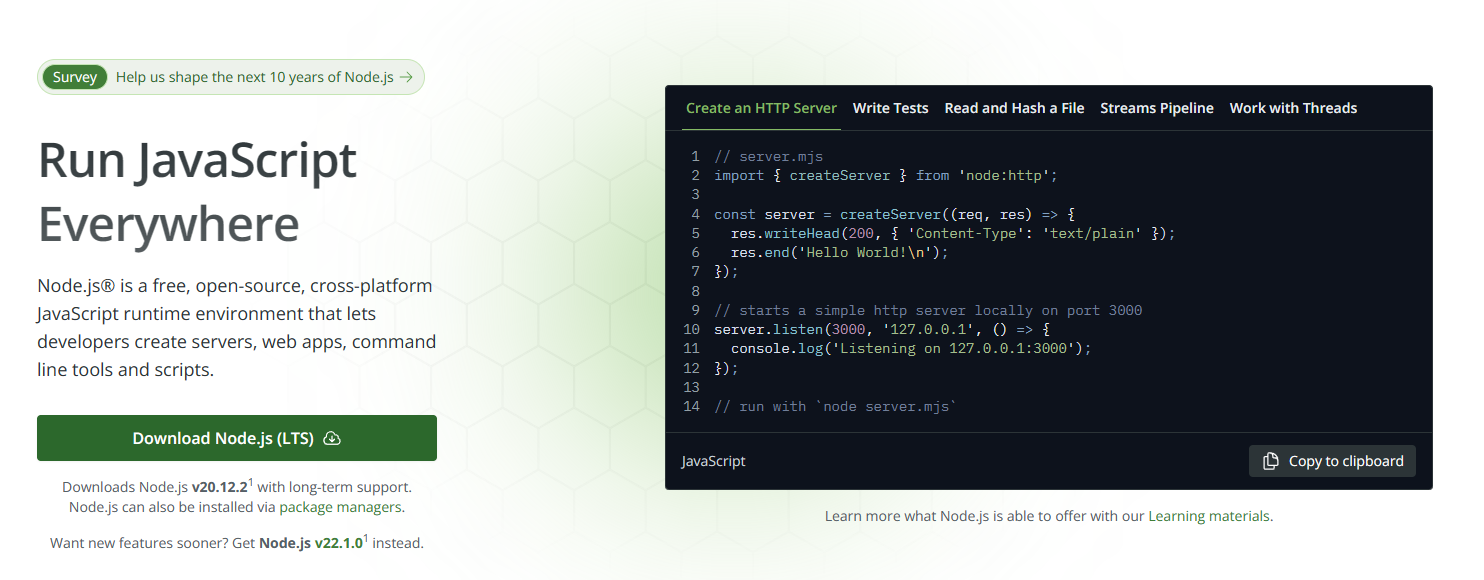 Survey Help us shape the next 10 years of Node.js →
Run JavaScript
Everywhere
Node.js® is a free, open-source, cross-platform
JavaScript runtime environment that lets
developers create servers, web apps, command
line tools and scripts.
Download Node.js (LTS)
Downloads Node.js v20.12.2¹ with long-term support.
Node.js can also be installed via package managers.
Want new features sooner? Get Node.js v22.1.0¹ instead.
Create an HTTP Server Write Tests Read and Hash a File Streams Pipeline Work with Threads
1 // server.mjs
2 import { createServer } from 'node:http';
3
4 const server = createServer((req, res) => {
5   res.writeHead(200, { 'Content-Type': 'text/plain' });
6   res.end('Hello World!\n');
7 });
8
9 // starts a simple http server locally on port 3000
10 server.listen(3000, '127.0.0.1', () => {
11   console.log('Listening on 127.0.0.1:3000');
12 });
13
14 // run with `node server.mjs`
JavaScript Copy to clipboard
Learn more what Node.js is able to offer with our Learning materials.